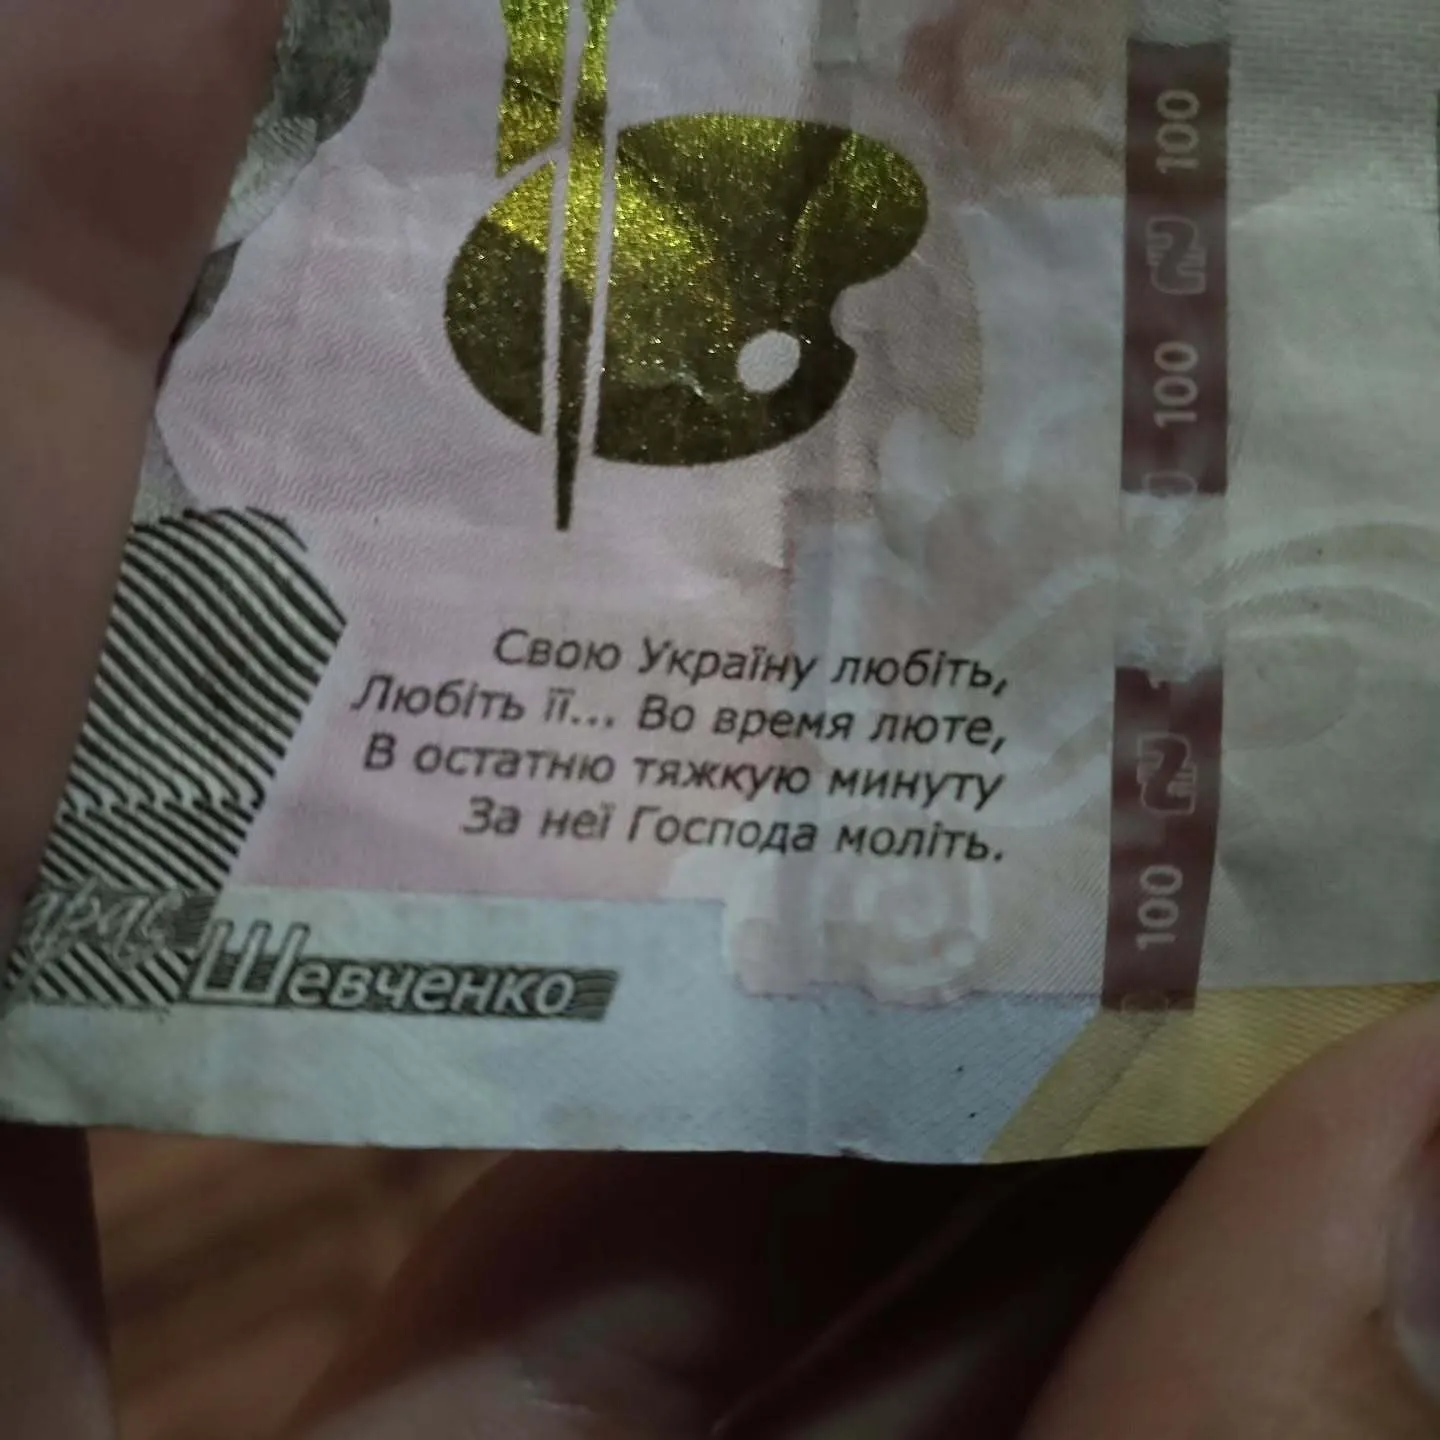 100
100
Свою Україну любіть,
Любіть її... Во время люте,
В остатню тяжкую минуту
За неї Господа моліть.
100
Шевченко